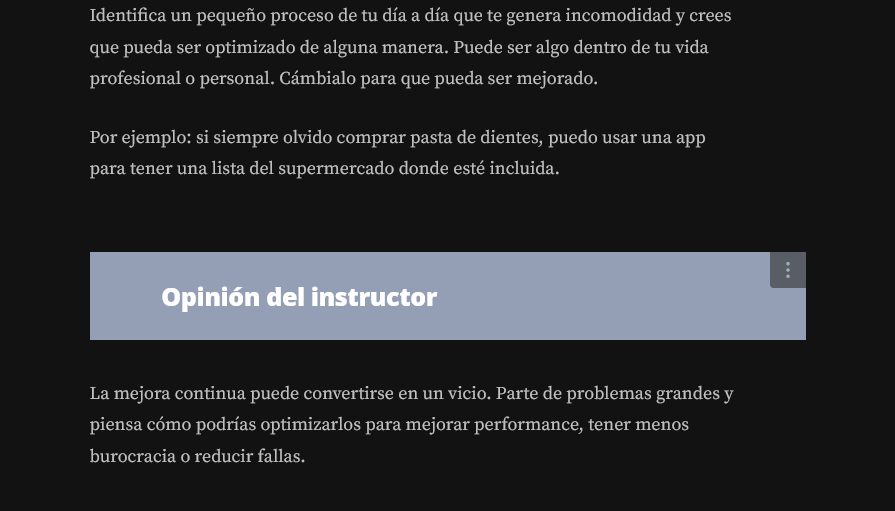 Identifica un pequeño proceso de tu día a día que te genera incomodidad y crees
que pueda ser optimizado de alguna manera. Puede ser algo dentro de tu vida
profesional o personal. Cámbialo para que pueda ser mejorado.
Por ejemplo: si siempre olvido comprar pasta de dientes, puedo usar una app
para tener una lista del supermercado donde esté incluida.
Opinión del instructor
La mejora continua puede convertirse en un vicio. Parte de problemas grandes y
piensa cómo podrías optimizarlos para mejorar performance, tener menos
burocracia o reducir fallas.